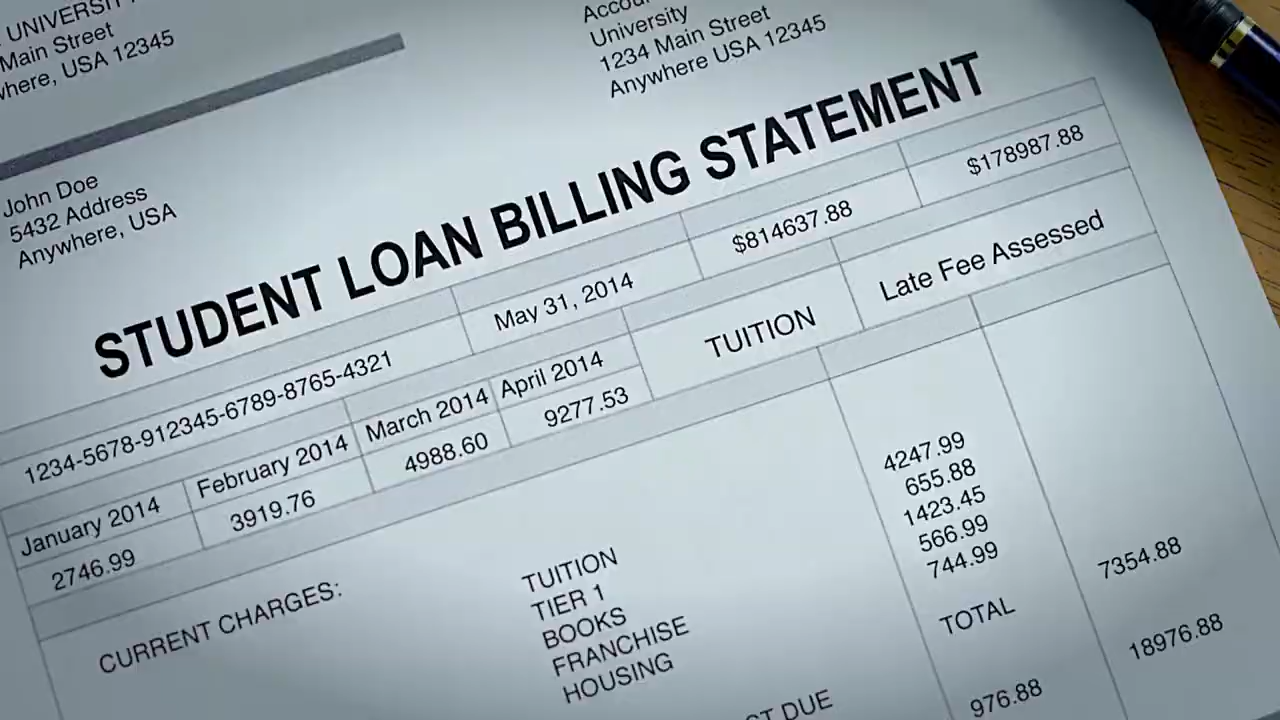 UNIVERSITY
Main Street
where, USA 12345
University
1234 Main Street
Anywhere USA 12345
John Doe
5432 Address
Anywhere, USA
STUDENT LOAN BILLING STATEMENT
1234-5678-912345-6789-8765-4321 May 31, 2014 $814637.88 $178987.88
January 2014 February 2014 March 2014 April 2014 TUITION Late Fee Assessed
2746.99 3919.76 4988.60 9277.53
CURRENT CHARGES:
TUITION 4247.99
TIER 1 655.88
BOOKS 1423.45
FRANCHISE 566.99
HOUSING 744.99
TOTAL 7354.88
DUE 976.88 18976.88